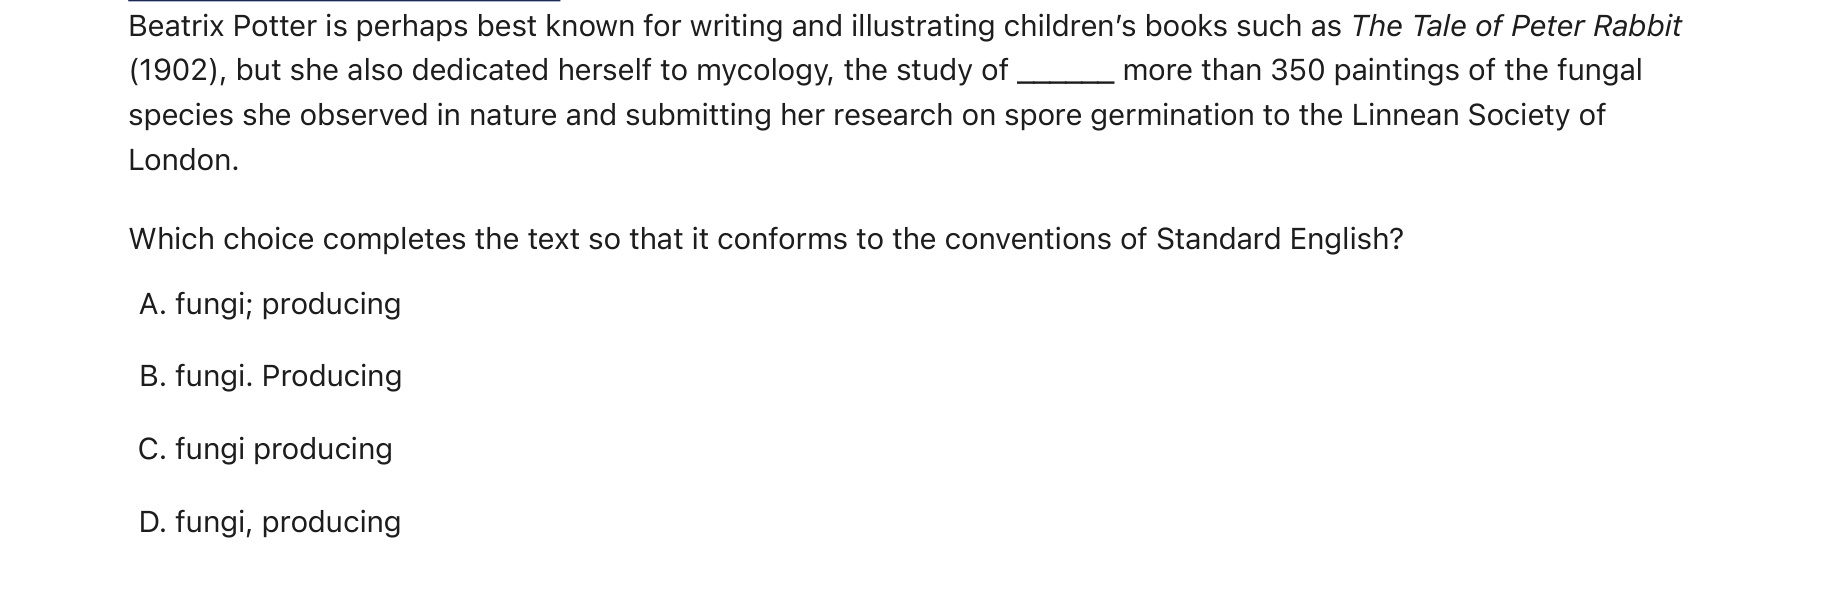 Beatrix Potter is perhaps best known for writing and illustrating children’s books such as The Tale of Peter Rabbit
(1902), but she also dedicated herself to mycology, the study of ______ more than 350 paintings of the fungal
species she observed in nature and submitting her research on spore germination to the Linnean Society of
London.
Which choice completes the text so that it conforms to the conventions of Standard English?
A. fungi; producing
B. fungi. Producing
C. fungi producing
D. fungi, producing